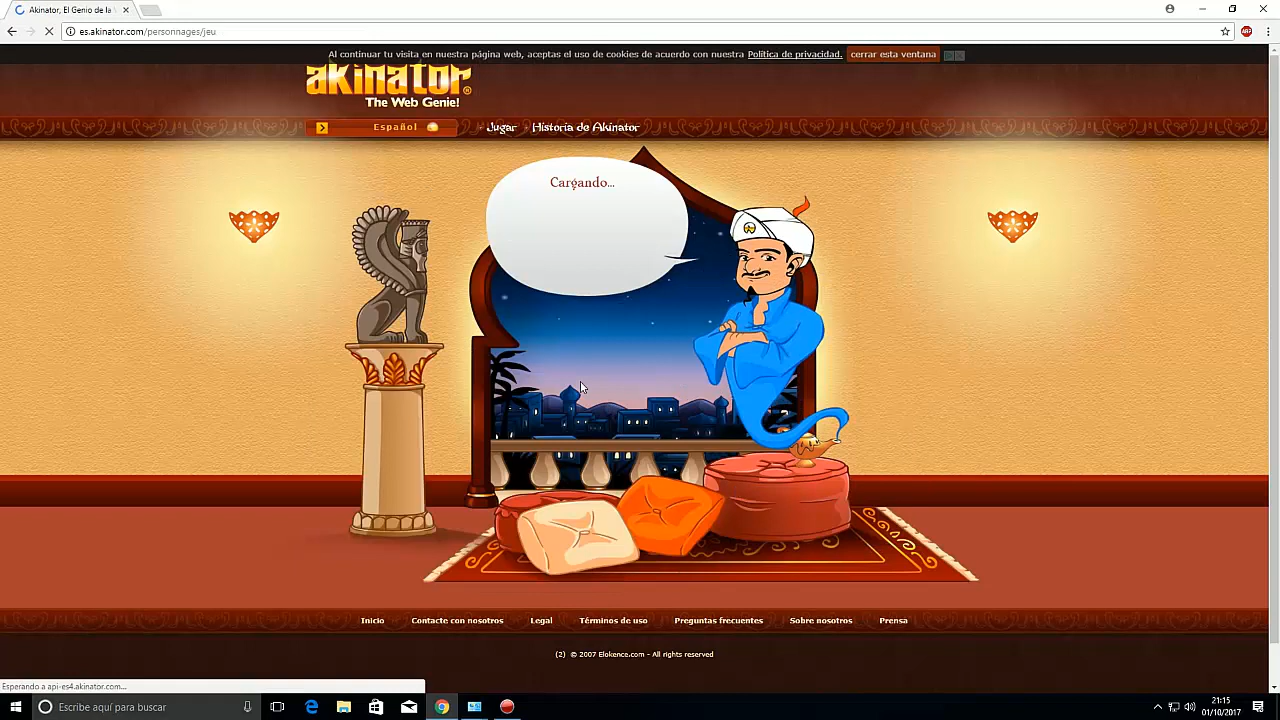 Akinator, El Genio de la
es.akinator.com/personnages/jeu
Al continuar tu visita en nuestra página web, aceptas el uso de cookies de acuerdo con nuestra Política de privacidad. cerrar esta ventana
akinator®
The Web Genie!
Español Jugar Historia de Akinator
Cargando...
Inicio Contacte con nosotros Legal Términos de uso Preguntas frecuentes Sobre nosotros Prensa
(2) © 2007 Elokence.com - All rights reserved
Esperando a api-es4.akinator.com...
Escribe aquí para buscar
21:15
01/10/2017